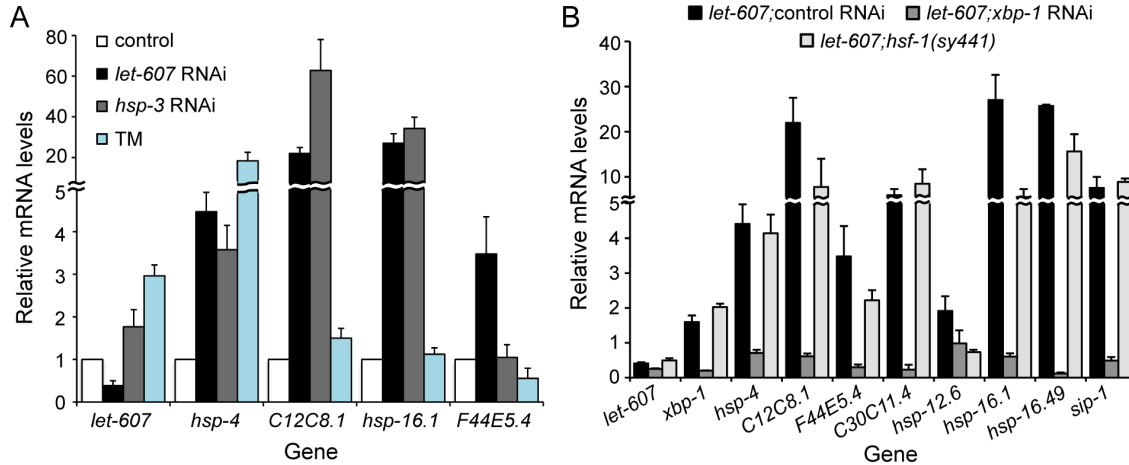 A
Relative mRNA levels
80
60
40
20
5
4
3
2
1
0
control
let-607 RNAi
hsp-3 RNAi
TM
let-607 hsp-4 C12C8.1 hsp-16.1 F44E5.4
Gene
B
let-607;control RNAi let-607;xbp-1 RNAi
let-607;hsf-1(sy441)
Relative mRNA levels
40
30
20
10
5
4
3
2
1
0
let-607 xbp-1 hsp-4 C12C8.1 F44E5.4 C30C11.4 hsp-12.6 hsp-16.1 hsp-16.49 sip-1
Gene